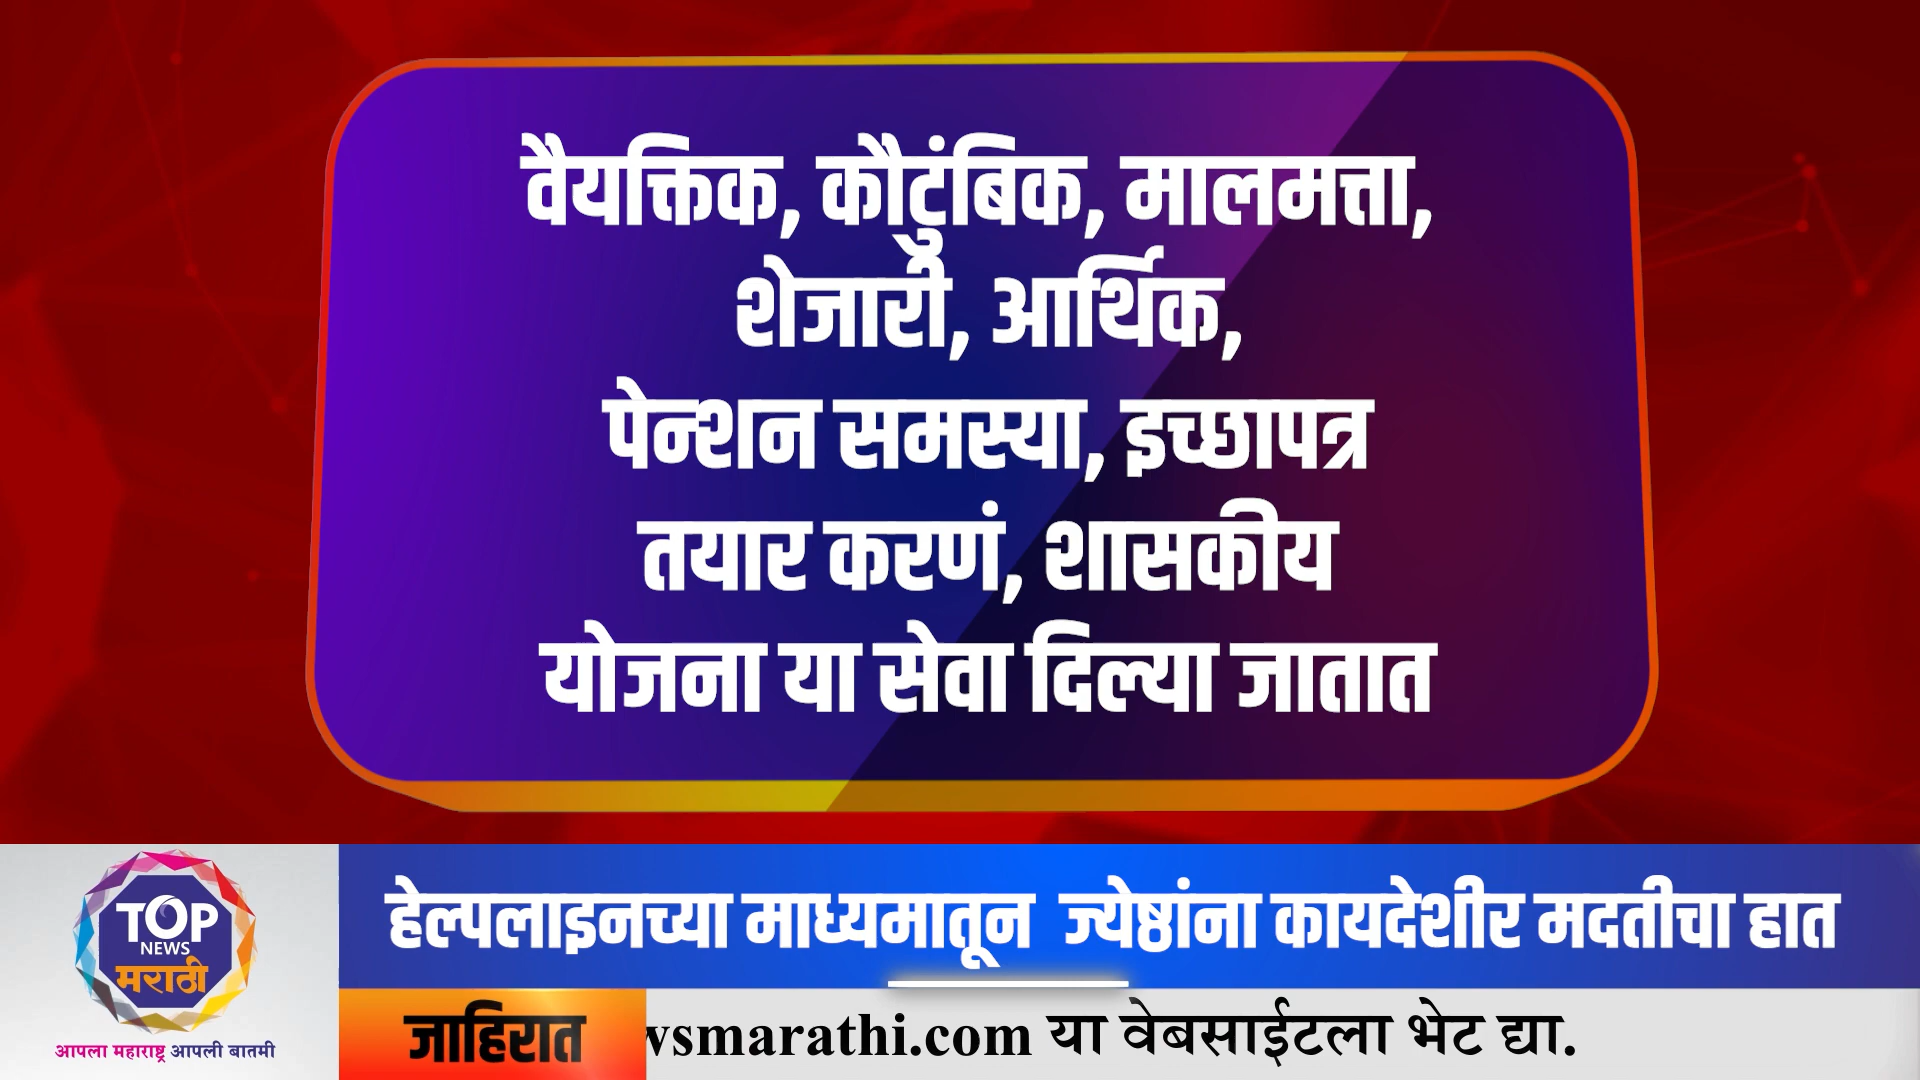 वैयक्तिक, कौटुंबिक, मालमत्ता,
शेजारी, आर्थिक,
पेन्शन समस्या, इच्छापत्र
तयार करणं, शासकीय
योजना या सेवा दिल्या जातात
TOP
NEWS
मराठी
आपला महाराष्ट्र आपली बातमी
हेल्पलाइनच्या माध्यमातून ज्येष्ठांना कायदेशीर मदतीचा हात
जाहिरात
wsmarathi.com या वेबसाईटला भेट द्या.